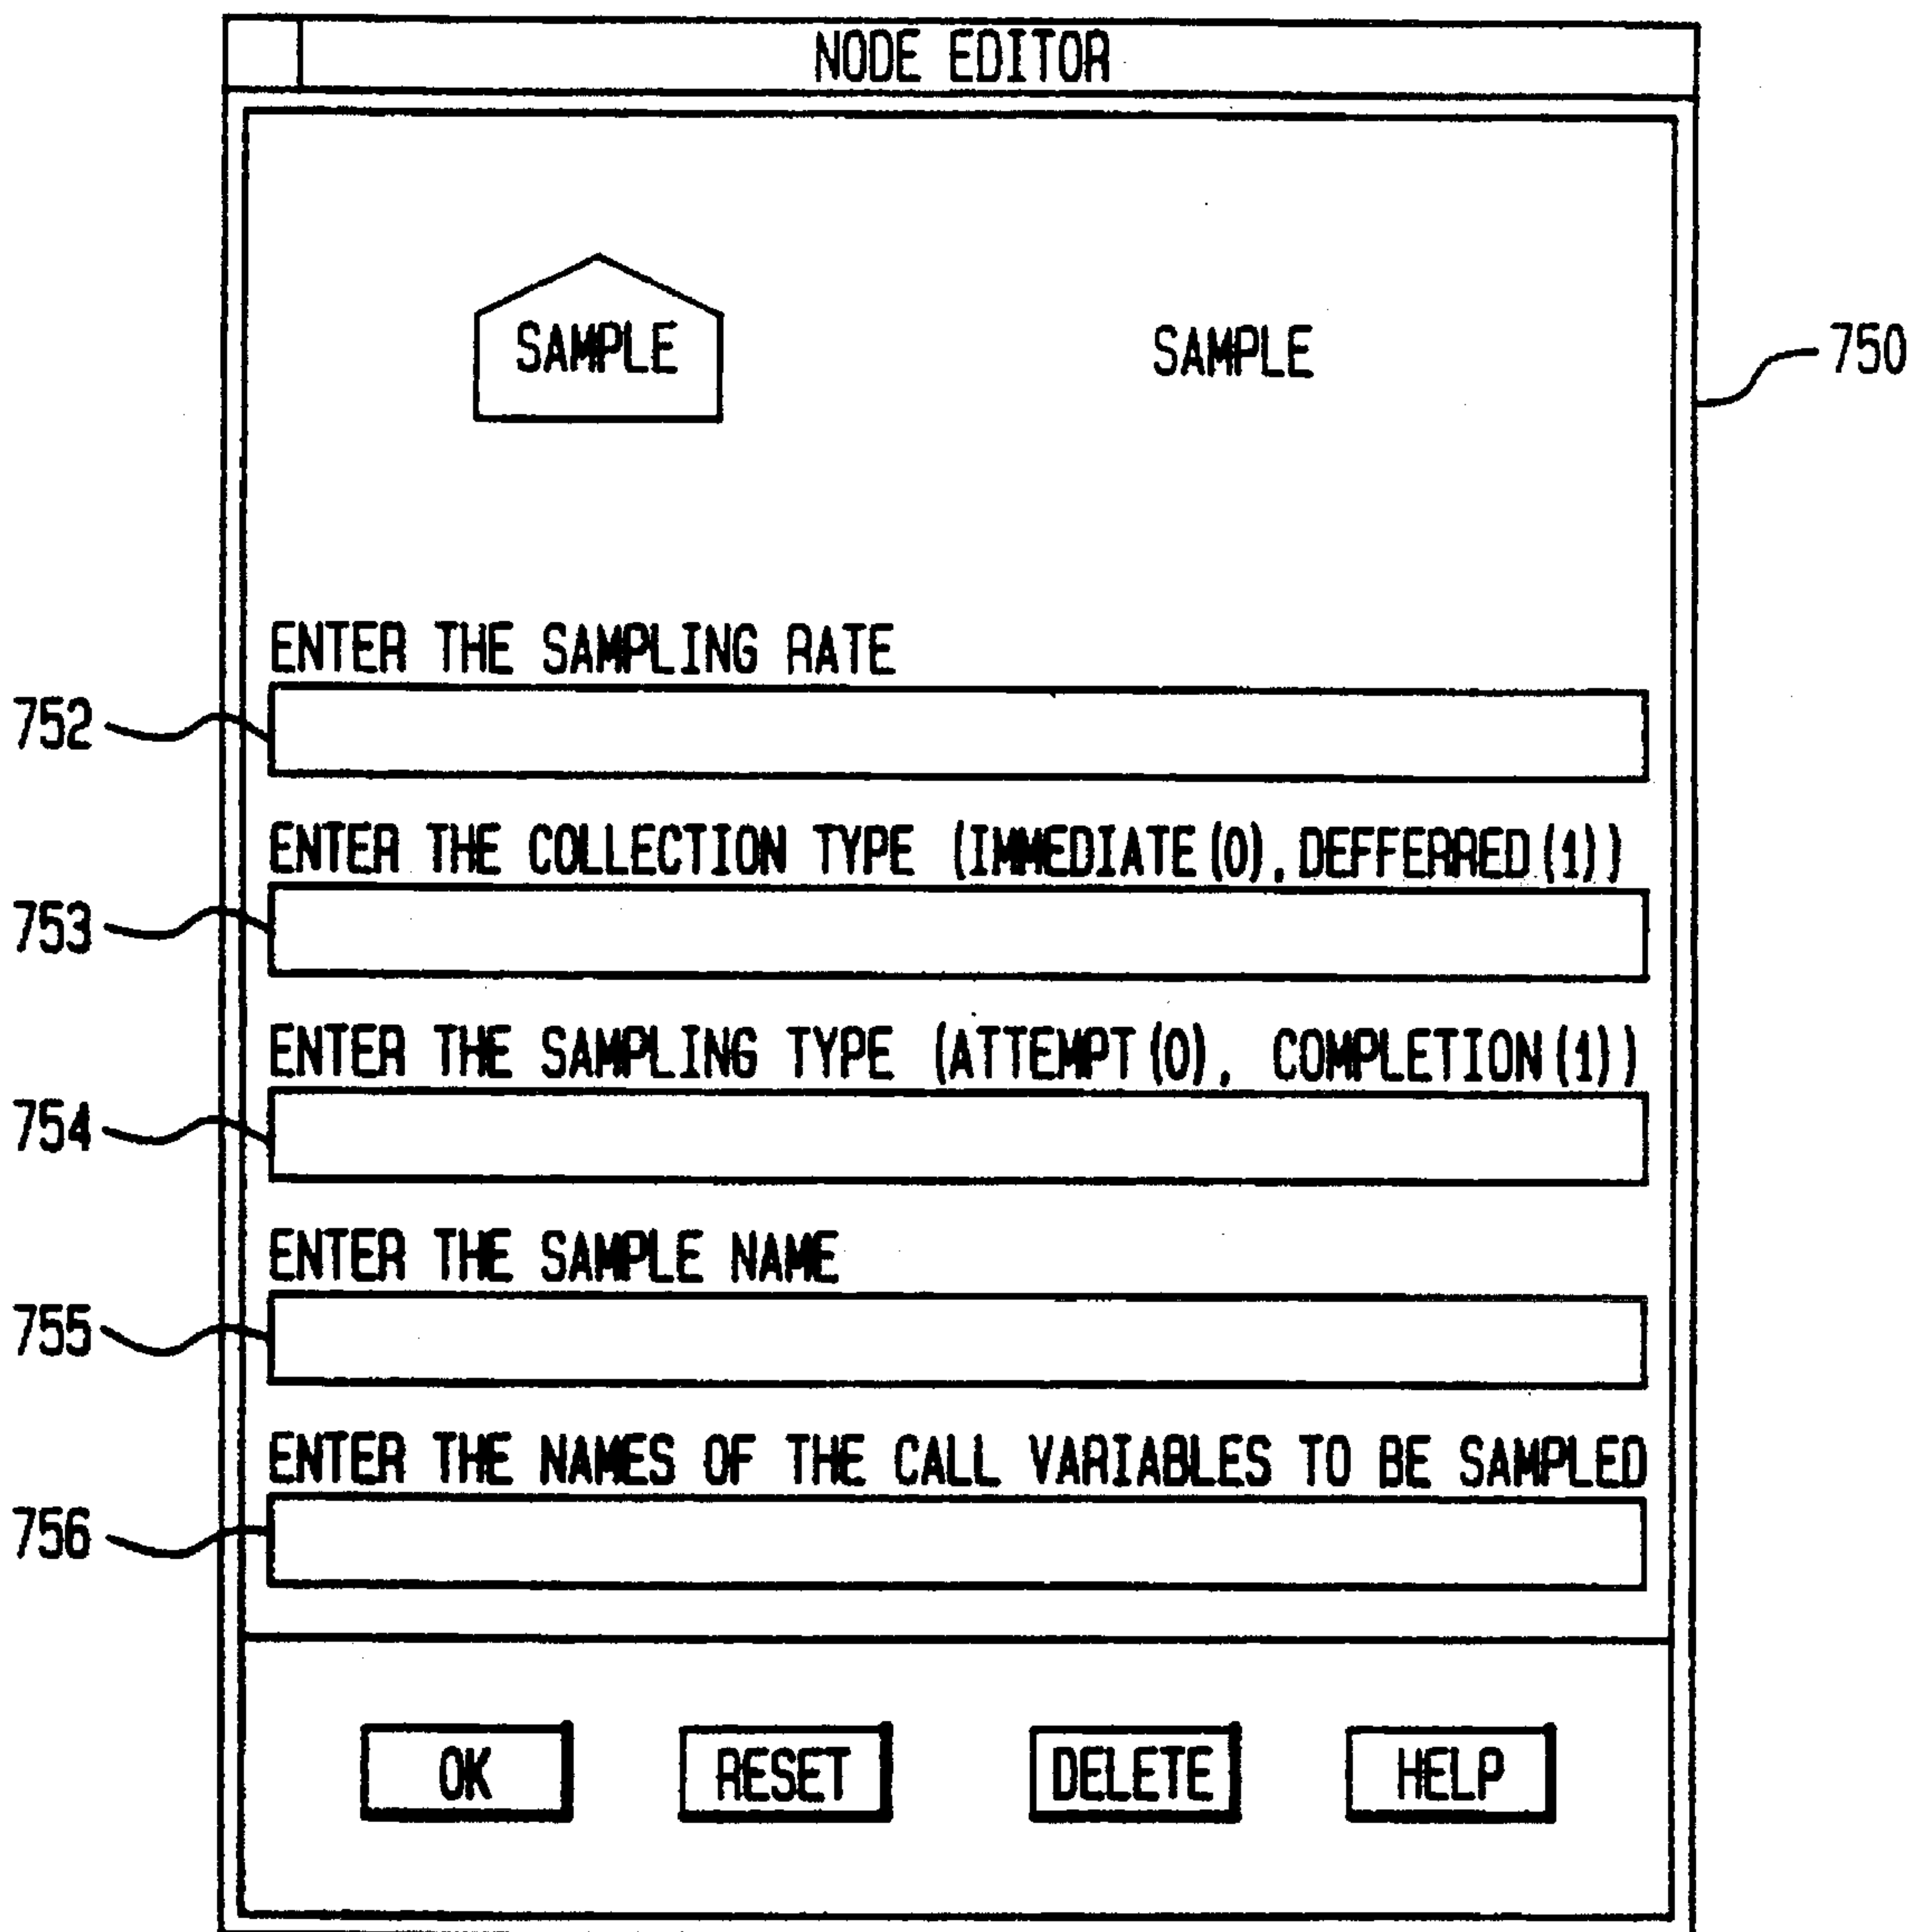 NODE EDITOR
SAMPLE SAMPLE
750
ENTER THE SAMPLING RATE
752
ENTER THE COLLECTION TYPE (IMMEDIATE(0), DEFFERRED(1))
753
ENTER THE SAMPLING TYPE (ATTEMPT(0), COMPLETION(1))
754
ENTER THE SAMPLE NAME
755
ENTER THE NAMES OF THE CALL VARIABLES TO BE SAMPLED
756
OK RESET DELETE HELP